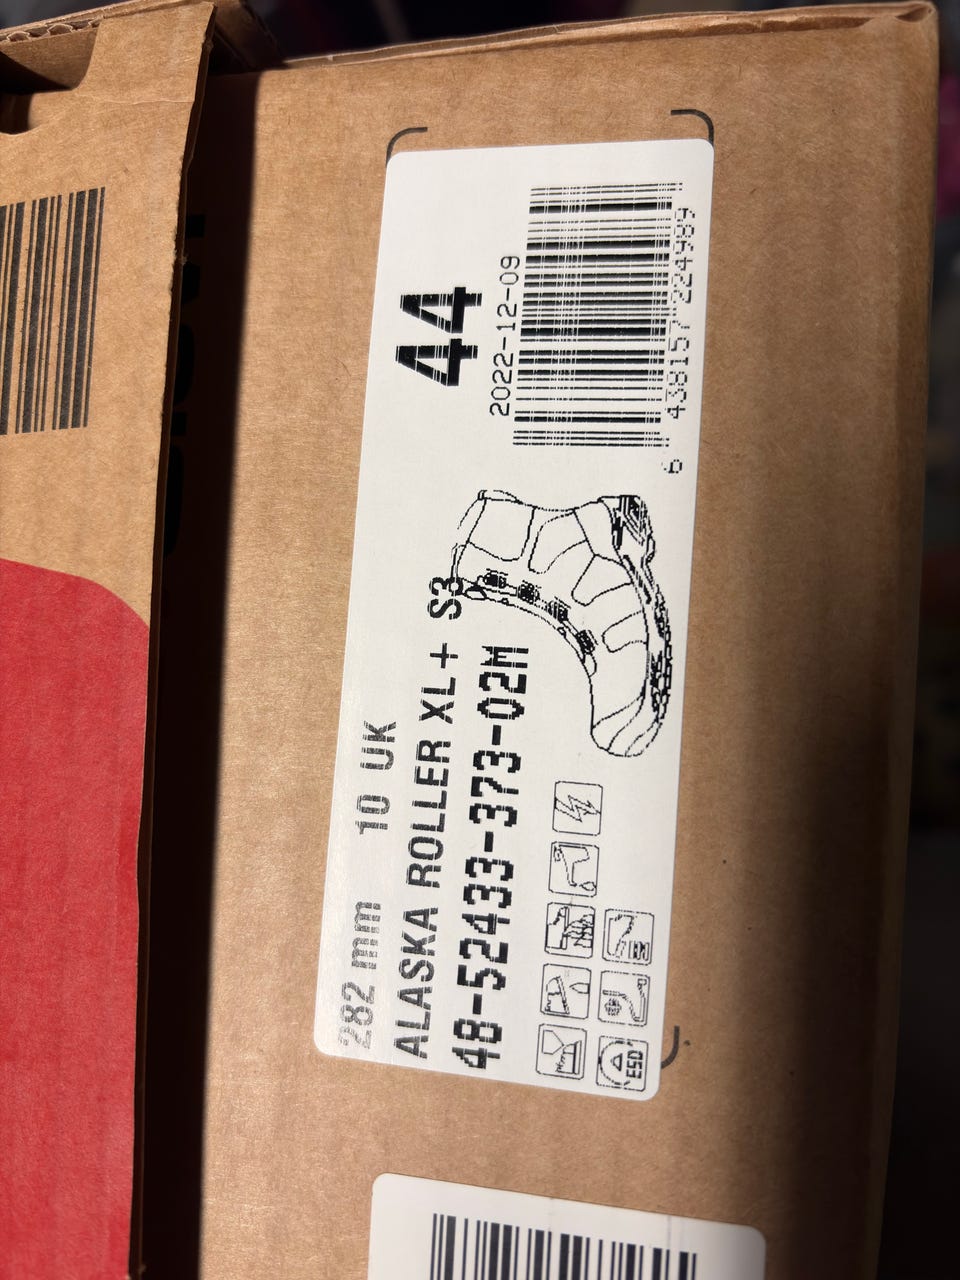 282 mm 10 UK 44
ALASKA ROLLER XL+ S3
48-52433-373-02M
2022-12-09
6 438157 224989
ESD